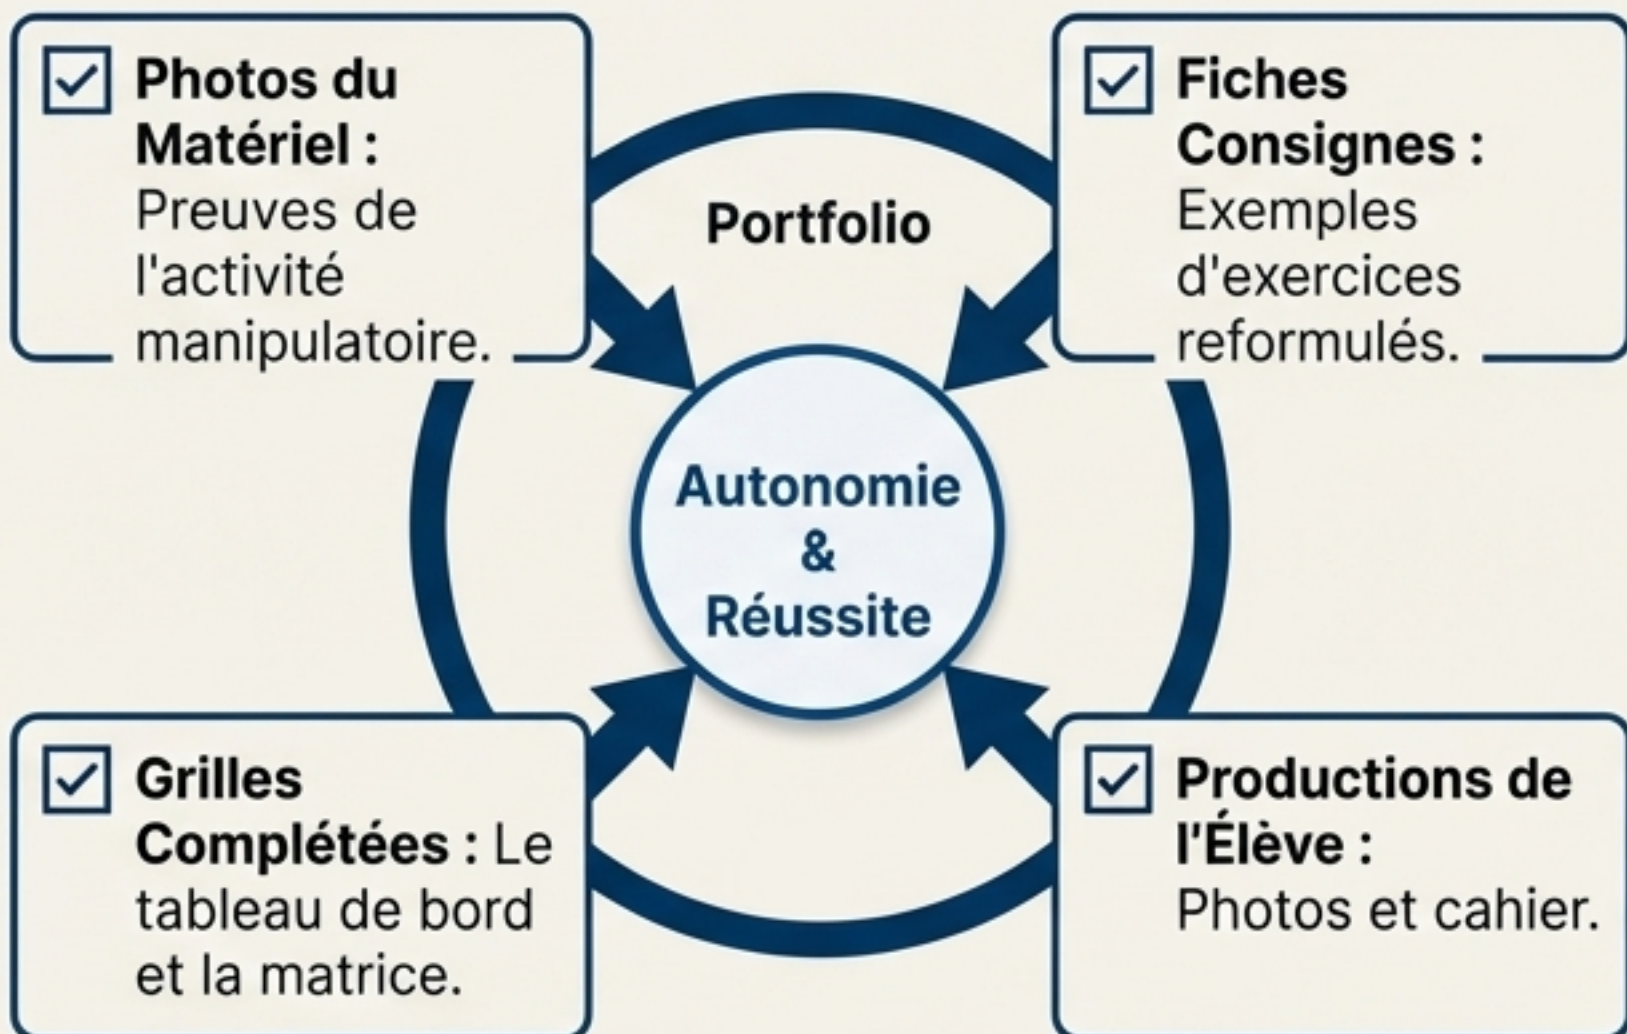 Photos du
Matériel :
Preuves de
l'activité
manipulatoire.
Portfolio
Fiches
Consignes :
Exemples
d'exercices
reformulés.
Autonomie
&
Réussite
Grilles
Complétées : Le
tableau de bord
et la matrice.
Productions de
l'Élève :
Photos et cahier.